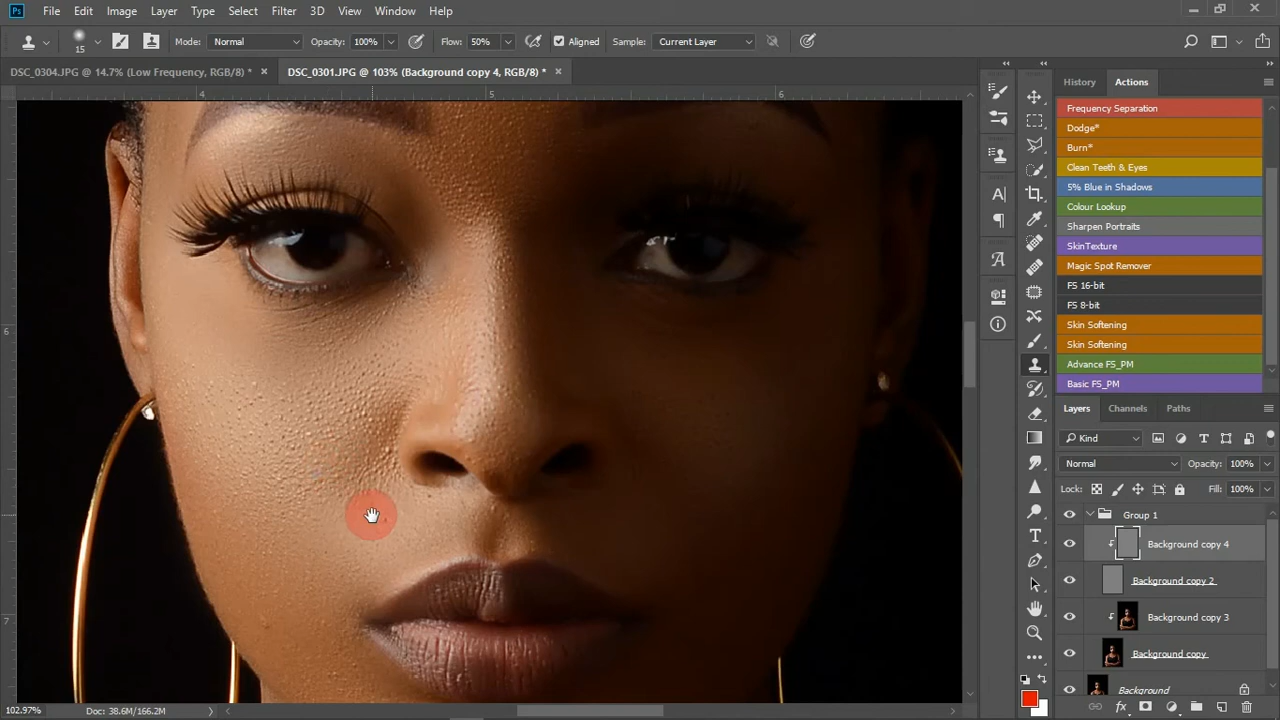 Ps File Edit Image Layer Type Select Filter 3D View Window Help
15 Mode: Normal Opacity: 100% Flow: 50% Aligned Sample: Current Layer
DSC_0304.JPG @ 14.7% (Low Frequency, RGB/8) * × DSC_0301.JPG @ 103% (Background copy 4, RGB/8) * ×
4 5 6
6
7
History Actions
Frequency Separation
Dodge*
Burn*
Clean Teeth & Eyes
5% Blue in Shadows
Colour Lookup
Sharpen Portraits
SkinTexture
Magic Spot Remover
FS 16-bit
FS 8-bit
Skin Softening
Skin Softening
Advance FS_PM
Basic FS_PM
Layers Channels Paths
Kind
Normal Opacity: 100%
Lock: Fill: 100%
Group 1
Background copy 4
Background copy 2
Background copy 3
Background copy
Background
102.97% Doc: 38.6M/166.2M